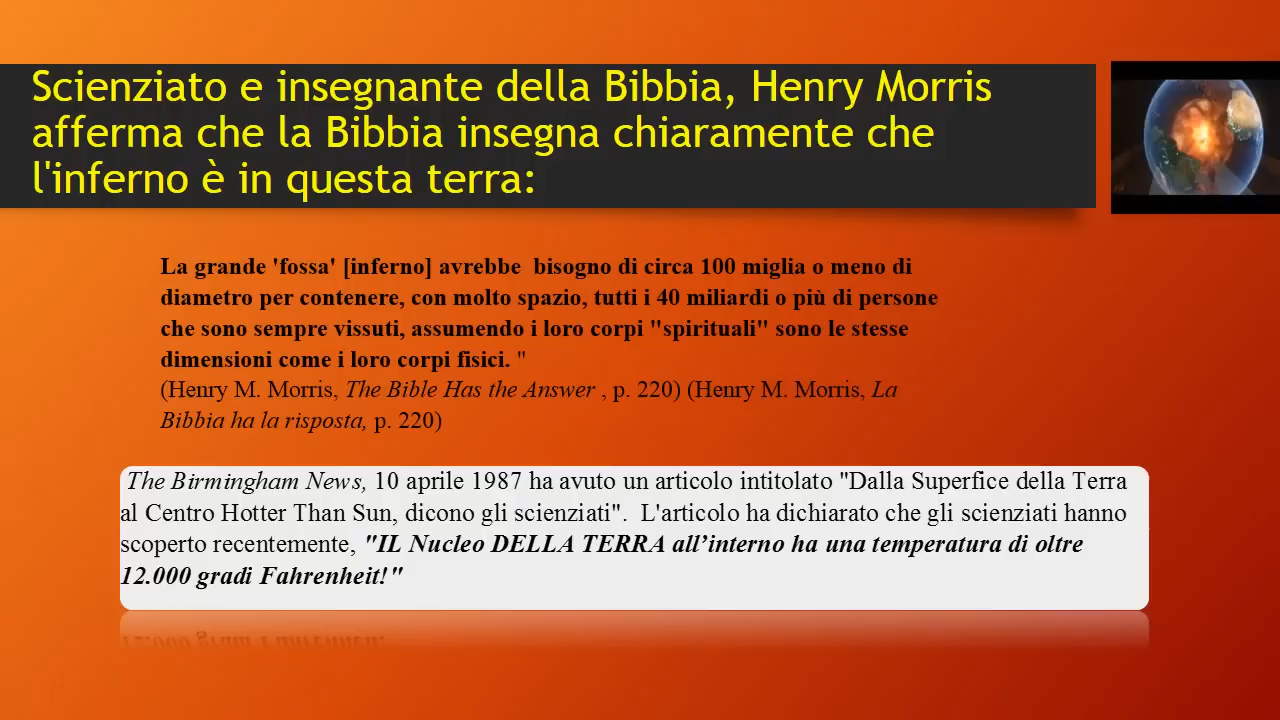 Scienziato e insegnante della Bibbia, Henry Morris
afferma che la Bibbia insegna chiaramente che
l'inferno è in questa terra:
La grande 'fossa' [inferno] avrebbe  bisogno di circa 100 miglia o meno di
diametro per contenere, con molto spazio, tutti i 40 miliardi o più di persone
che sono sempre vissuti, assumendo i loro corpi "spirituali" sono le stesse
dimensioni come i loro corpi fisici. "
(Henry M. Morris, The Bible Has the Answer , p. 220) (Henry M. Morris, La
Bibbia ha la risposta, p. 220)
The Birmingham News, 10 aprile 1987 ha avuto un articolo intitolato "Dalla Superfice della Terra
al Centro Hotter Than Sun, dicono gli scienziati".  L'articolo ha dichiarato che gli scienziati hanno
scoperto recentemente, "IL Nucleo DELLA TERRA all’interno ha una temperatura di oltre
12.000 gradi Fahrenheit!"